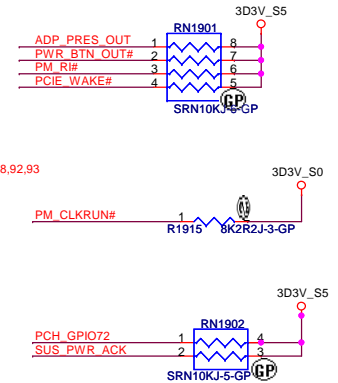 3D3V_S5
RN1901
ADP_PRES_OUT 1 8
PWR_BTN_OUT# 2 7
PM_RI# 3 6
PCIE_WAKE# 4 5
GP
SRN10KJ-6-GP
8,92,93
3D3V_S0
PM_CLKRUN# 1
R1915 8K2R2J-3-GP
3D3V_S5
RN1902
PCH_GPIO72 1 4
SUS_PWR_ACK 2 3
SRN10KJ-5-GP GP